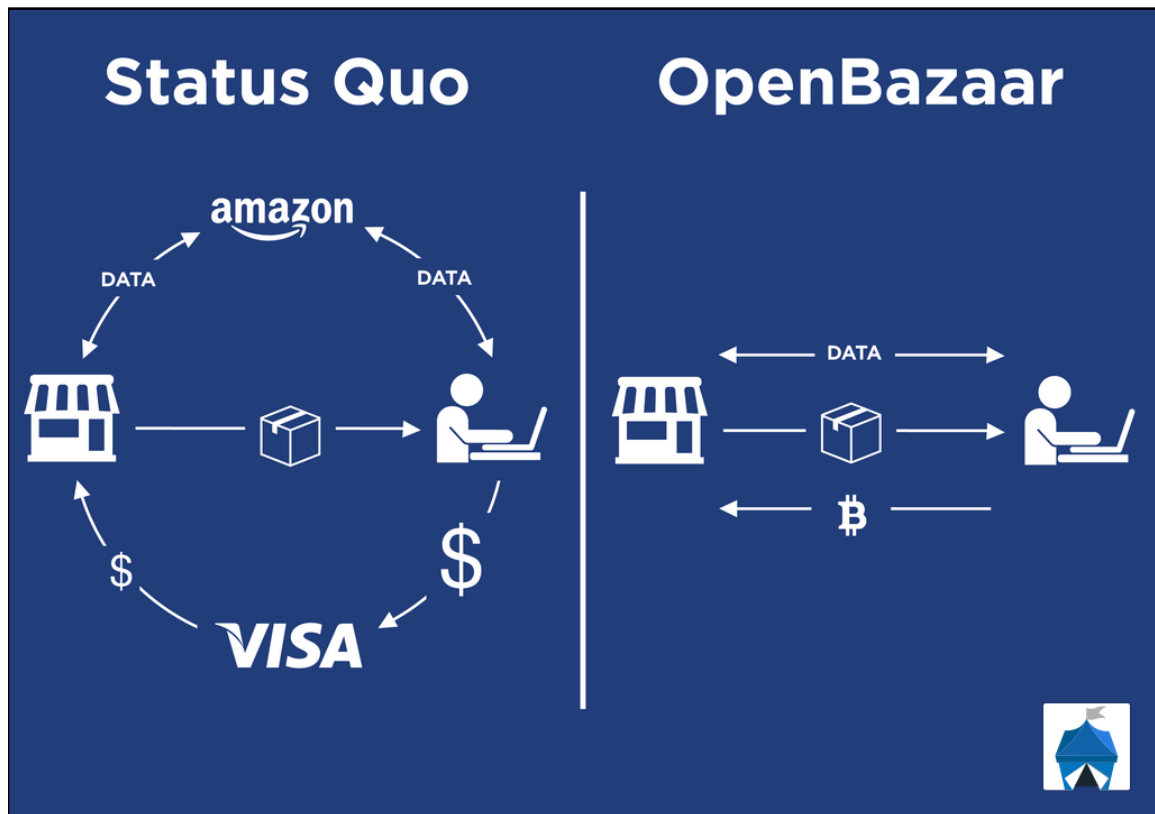 Status Quo
OpenBazaar
amazon
DATA
DATA
DATA
$
$
₿
VISA